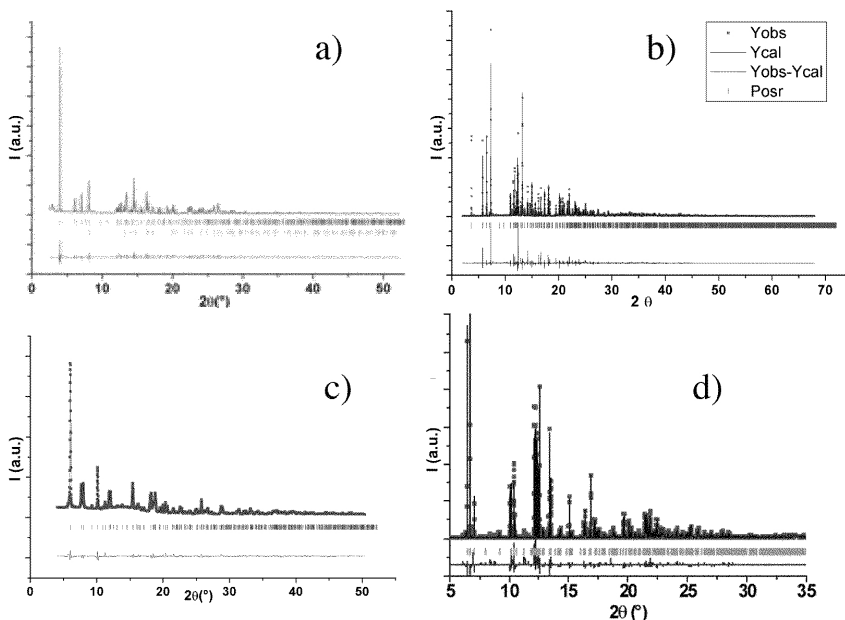 a)
I (a.u.)
0 10 20 30 40 50
2θ(°)
b)
Yobs
Ycal
Yobs-Ycal
Posr
I (a.u.)
0 10 20 30 40 50 60 70
2 θ
c)
I (a.u.)
0 10 20 30 40 50
2θ(°)
d)
I (a.u.)
5 10 15 20 25 30 35
2θ (°)